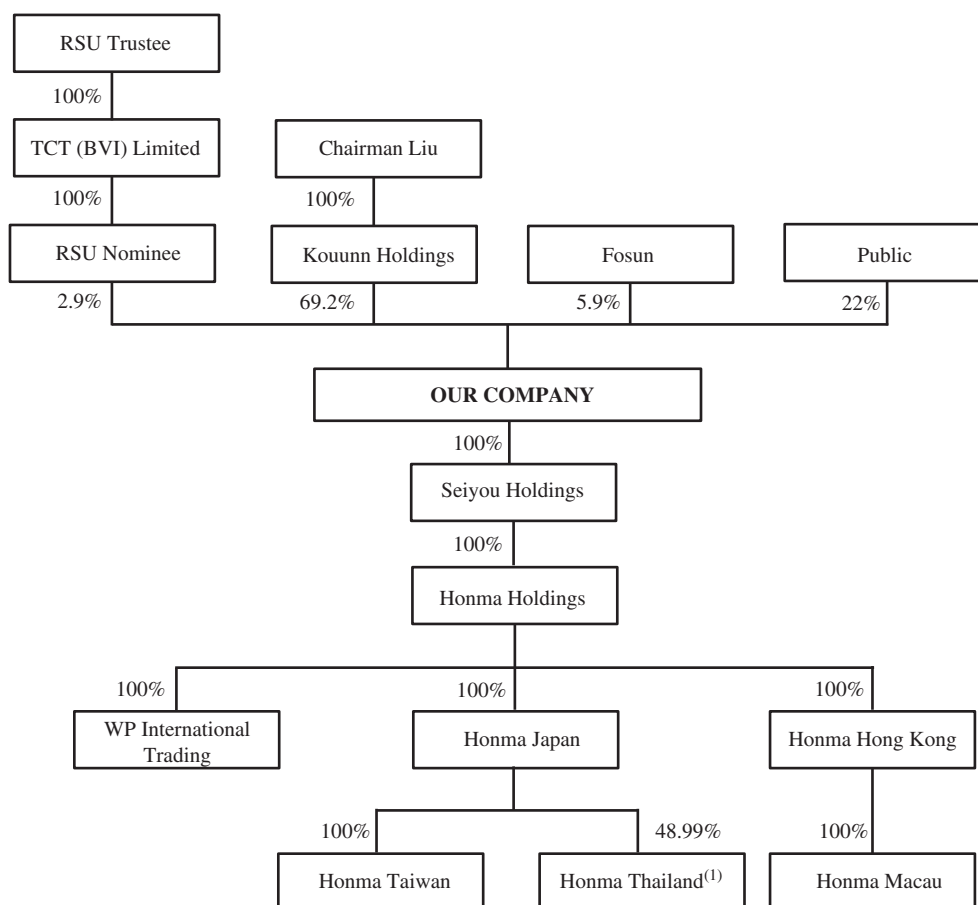 RSU Trustee
100%
TCT (BVI) Limited
Chairman Liu
100%
100%
RSU Nominee
Kouunn Holdings
Fosun
Public
2.9%
69.2%
5.9%
22%
OUR COMPANY
100%
Seiyou Holdings
100%
Honma Holdings
100%
100%
100%
WP International
Trading
Honma Japan
Honma Hong Kong
100%
48.99%
100%
Honma Taiwan
Honma Thailand(1)
Honma Macau